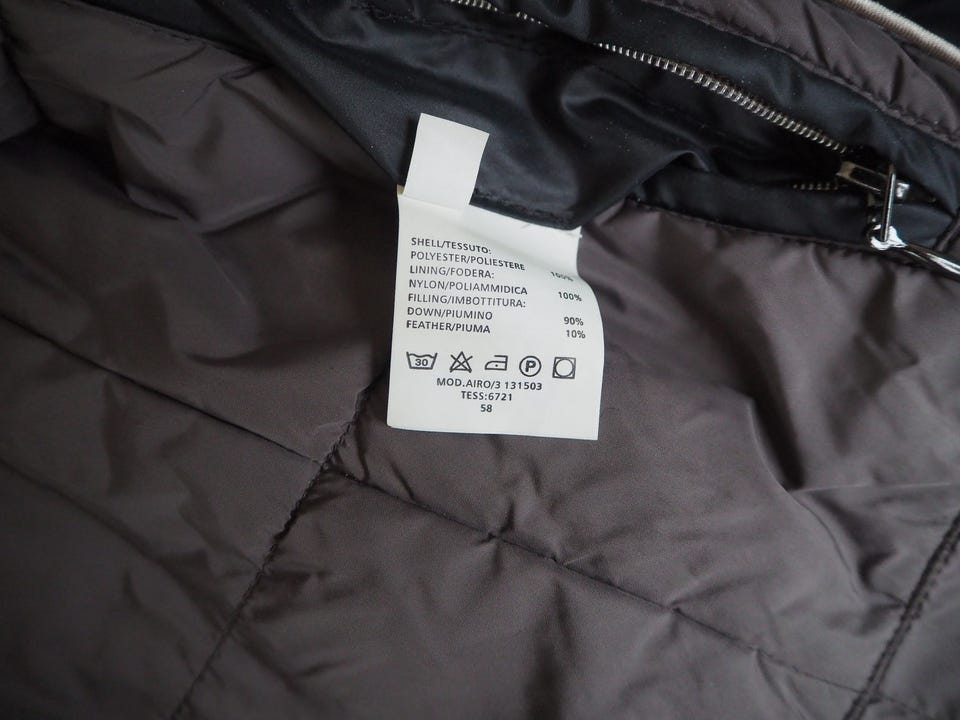 SHELL/TESSUTO:
POLYESTER/POLIESTERE 100%
LINING/FODERA:
NYLON/POLIAMMIDICA 100%
FILLING/IMBOTTITURA:
DOWN/PIUMINO 90%
FEATHER/PIUMA 10%
30 P
MOD.AIRO/3 131503
TESS:6721
58